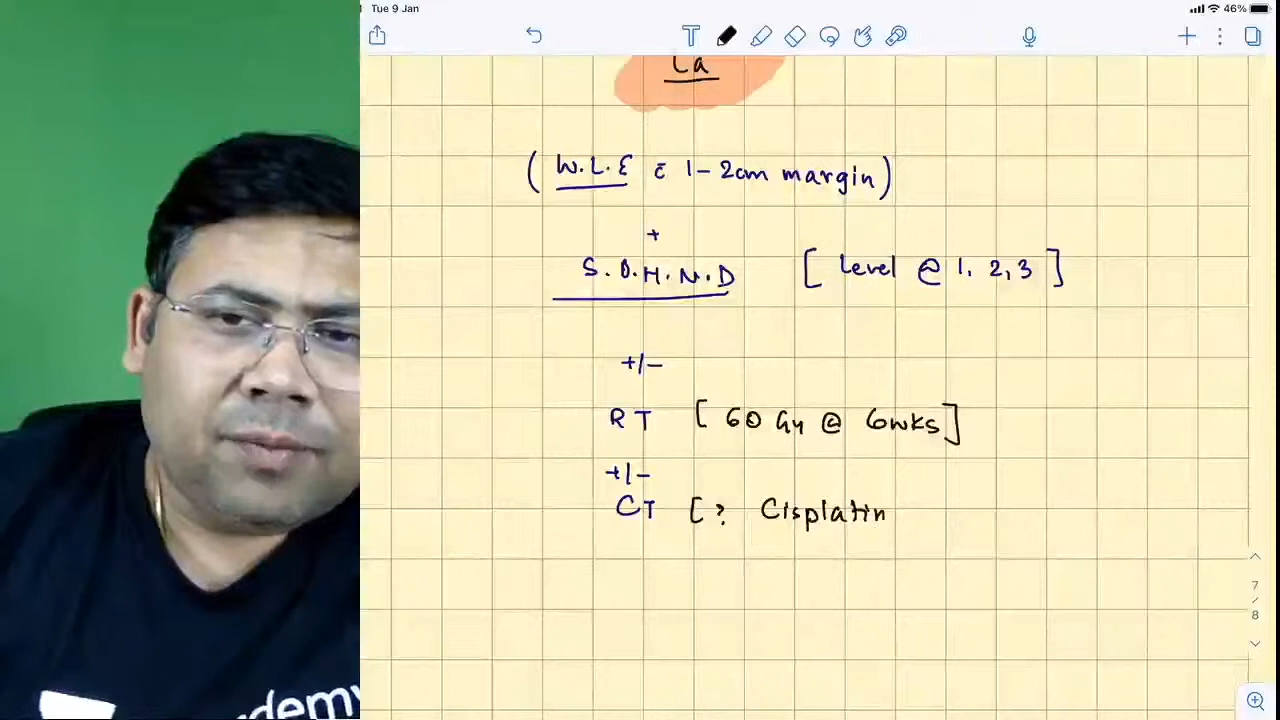 Tue 9 Jan
46%
Ca
( W.L.E c̄ 1-2cm margin)
+
S.O.H.N.D [ Level @ 1, 2, 3 ]
+/-
RT [ 60 Gy @ 6wks ]
+/-
CT [ ? Cisplatin
7
/
8
ademy